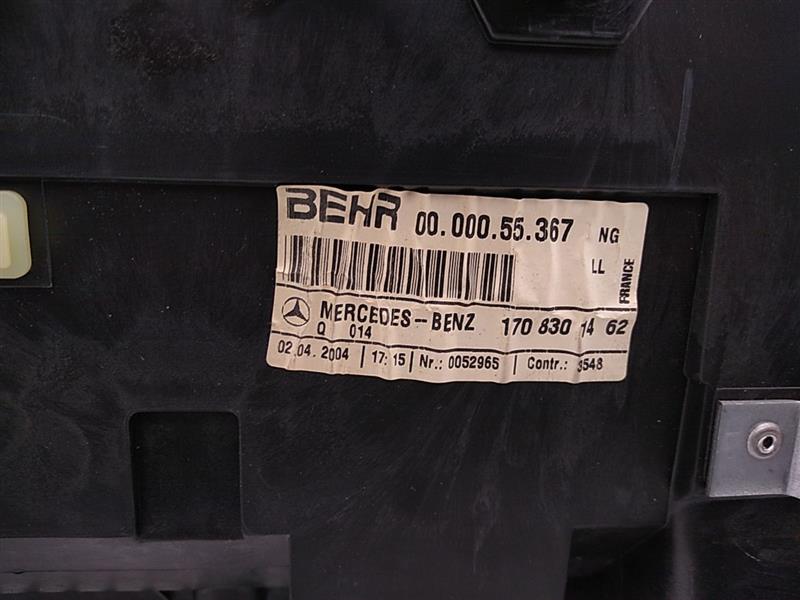 BEHR 00.000.55.367 NG
LL
FRANCE
MERCEDES-BENZ 170 830 14 62
Q 014
02.04.2004 17:15 Nr.: 0052965 Contr.: 3548